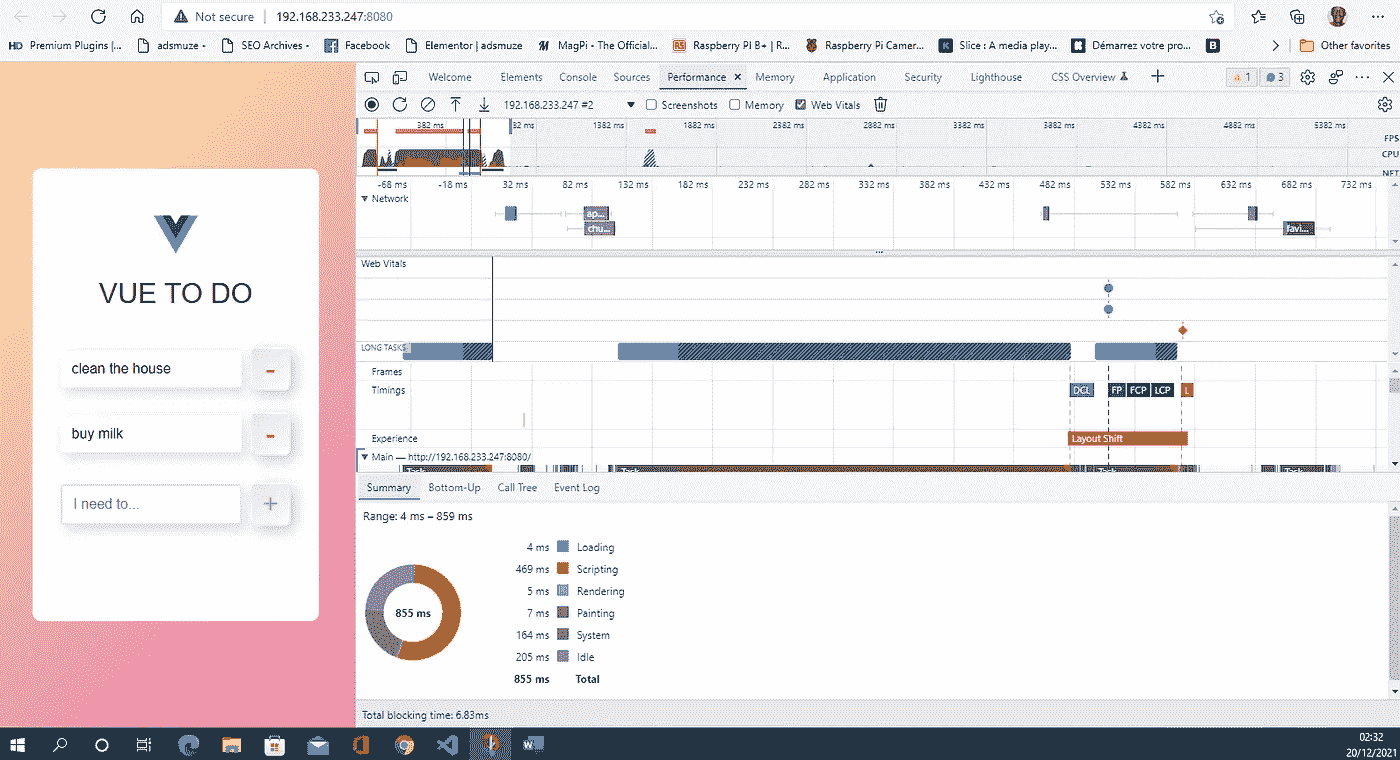 Not secure 192.168.233.247:8080
Premium Plugins |... adsmuze - SEO Archives - Facebook Elementor | adsmuze MagPi - The Official... Raspberry Pi B+ | R... Raspberry Pi Camer... Slice : A media play... Démarrez votre pro... Other favorites
Welcome Elements Console Sources Performance Memory Application Security Lighthouse CSS Overview 1 3
192.168.233.247 #2 Screenshots Memory Web Vitals
382 ms 32 ms 1382 ms 1882 ms 2382 ms 2882 ms 3382 ms 3882 ms 4382 ms 4882 ms 5382 ms
FPS
CPU
NET
-68 ms -18 ms 32 ms 82 ms 132 ms 182 ms 232 ms 282 ms 332 ms 382 ms 432 ms 482 ms 532 ms 582 ms 632 ms 682 ms 732 ms
Network
ap...
chu...
favi...
Web Vitals
LONG TASKS
Frames
Timings
DCL FP FCP LCP L
Experience
Layout Shift
Main — http://192.168.233.247:8080/
Task Task Task Task
Summary Bottom-Up Call Tree Event Log
Range: 4 ms – 859 ms
4 ms Loading
469 ms Scripting
5 ms Rendering
7 ms Painting
164 ms System
205 ms Idle
855 ms Total
855 ms
Total blocking time: 6.83ms
VUE TO DO
clean the house -
buy milk -
I need to... +
02:32
20/12/2021